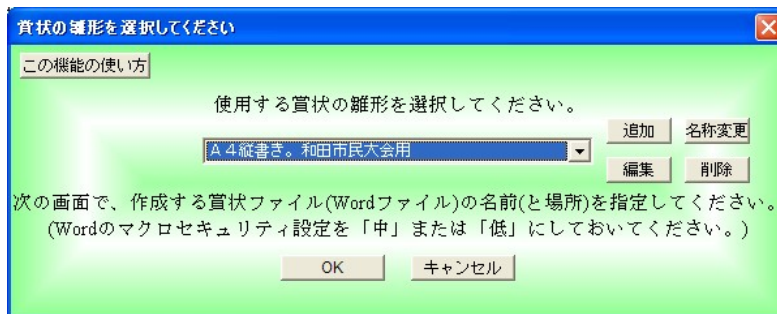 賞状の雛形を選択してください
この機能の使い方
使用する賞状の雛形を選択してください。
A4縦書き。和田市民大会用
追加
名称変更
編集
削除
次の画面で、作成する賞状ファイル(Wordファイル)の名前(と場所)を指定してください。
(Wordのマクロセキュリティ設定を「中」または「低」にしておいてください。)
OK
キャンセル